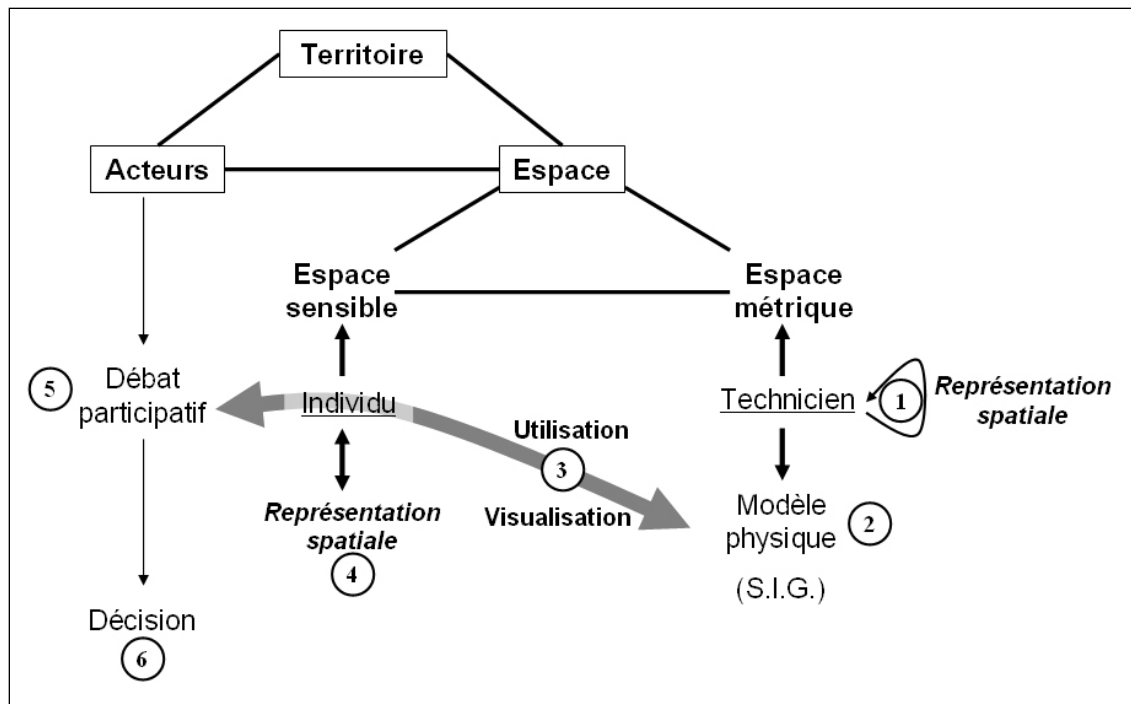 Territoire
Acteurs
Espace
Espace
sensible
Espace
métrique
5
Débat
participatif
Individu
Technicien
1
Représentation
spatiale
Utilisation
3
Visualisation
Représentation
spatiale
4
Modèle
physique
2
(S.I.G.)
Décision
6